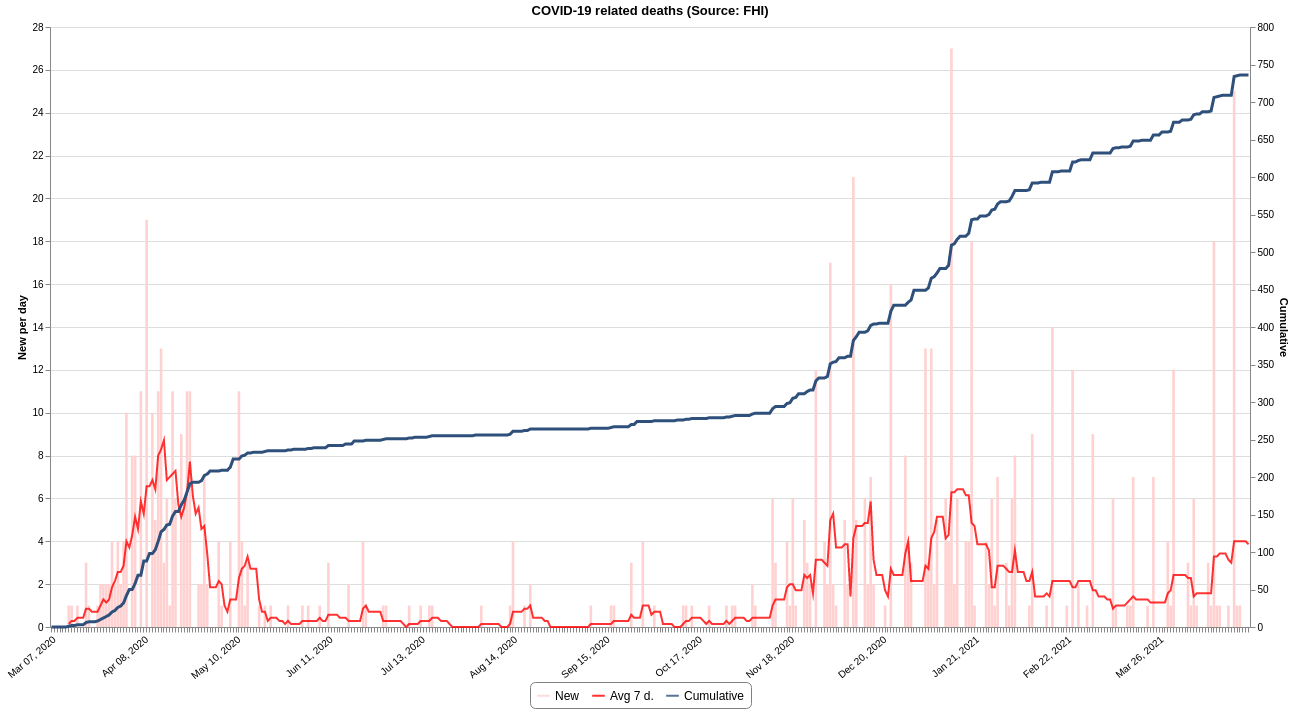 COVID-19 related deaths (Source: FHI)
28
26
24
22
20
18
16
14
12
10
8
6
4
2
0
New per day
800
750
700
650
600
550
500
450
400
350
300
250
200
150
100
50
0
Cumulative
Mar 07, 2020
Apr 08, 2020
May 10, 2020
Jun 11, 2020
Jul 13, 2020
Aug 14, 2020
Sep 15, 2020
Oct 17, 2020
Nov 18, 2020
Dec 20, 2020
Jan 21, 2021
Feb 22, 2021
Mar 26, 2021
New Avg 7 d. Cumulative